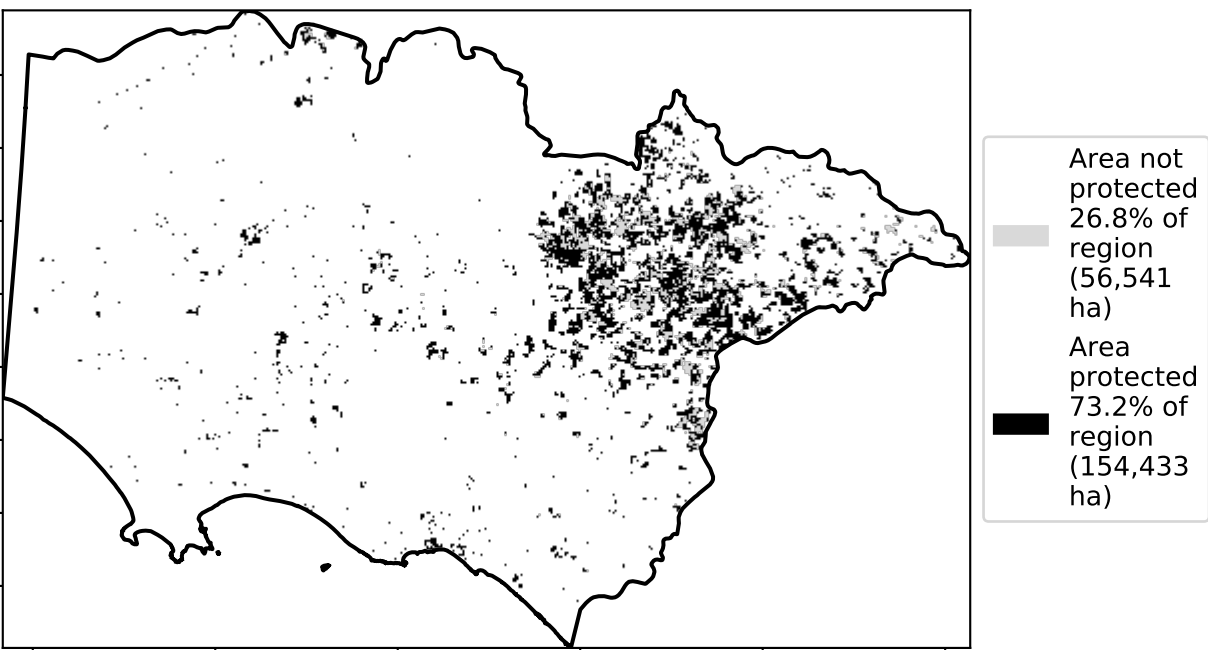 Area not
protected
26.8% of
region
(56,541
ha)
Area
protected
73.2% of
region
(154,433
ha)